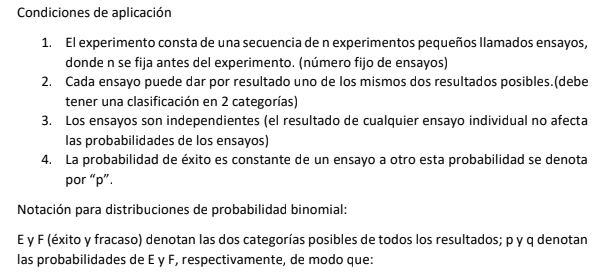 Condiciones de aplicación
1. El experimento consta de una secuencia de n experimentos pequeños llamados ensayos,
donde n se fija antes del experimento. (número fijo de ensayos)
2. Cada ensayo puede dar por resultado uno de los mismos dos resultados posibles.(debe
tener una clasificación en 2 categorías)
3. Los ensayos son independientes (el resultado de cualquier ensayo individual no afecta
las probabilidades de los ensayos)
4. La probabilidad de éxito es constante de un ensayo a otro esta probabilidad se denota
por “p”.
Notación para distribuciones de probabilidad binomial:
E y F (éxito y fracaso) denotan las dos categorías posibles de todos los resultados; p y q denotan
las probabilidades de E y F, respectivamente, de modo que: